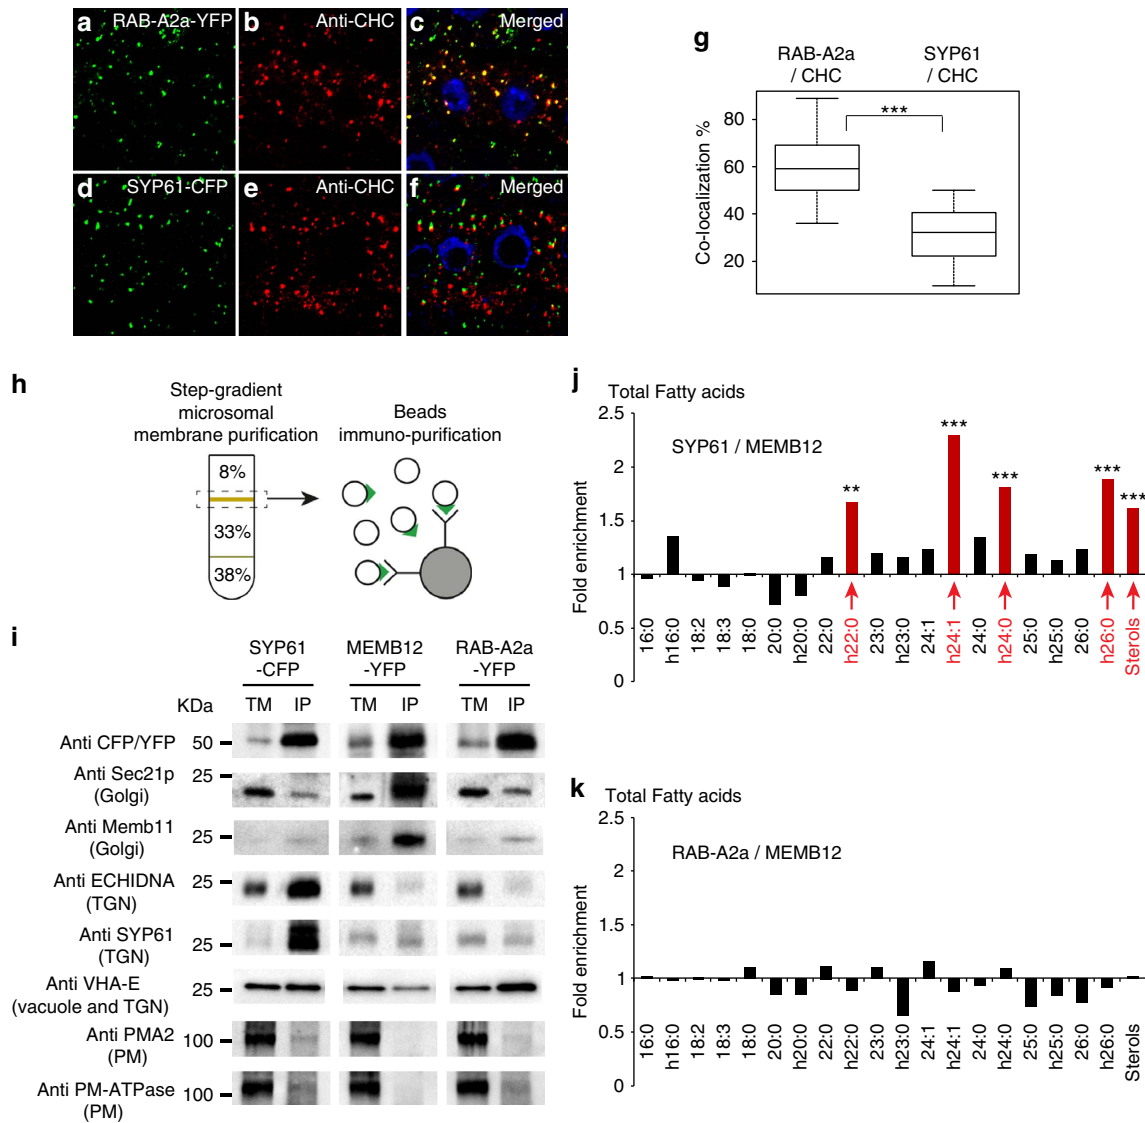 a RAB-A2a-YFP
b Anti-CHC
c Merged
d SYP61-CFP
e Anti-CHC
f Merged
g
RAB-A2a / CHC
SYP61 / CHC
***
Co-localization %
80
60
40
20
h
Step-gradient
microsomal
membrane purification
Beads
immuno-purification
8%
33%
38%
i
SYP61 -CFP
MEMB12 -YFP
RAB-A2a -YFP
KDa TM IP TM IP TM IP
Anti CFP/YFP 50
Anti Sec21p (Golgi) 25
Anti Memb11 (Golgi) 25
Anti ECHIDNA (TGN) 25
Anti SYP61 (TGN) 25
Anti VHA-E (vacuole and TGN) 25
Anti PMA2 (PM) 100
Anti PM-ATPase (PM) 100
j
Total Fatty acids
SYP61 / MEMB12
Fold enrichment
2.5
2
1.5
1
0.5
0
** *** *** *** ***
16:0 h16:0 18:2 18:3 18:0 20:0 h20:0 22:0 h22:0 23:0 h23:0 24:1 h24:1 24:0 h24:0 25:0 h25:0 26:0 h26:0 Sterols
k
Total Fatty acids
RAB-A2a / MEMB12
Fold enrichment
2.5
2
1.5
1
0.5
0
16:0 h16:0 18:2 18:3 18:0 20:0 h20:0 22:0 h22:0 23:0 h23:0 24:1 h24:1 24:0 h24:0 25:0 h25:0 26:0 h26:0 Sterols